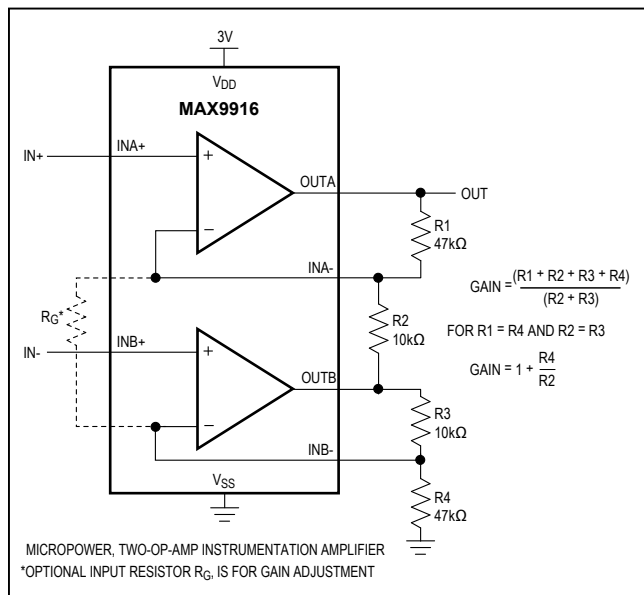 3V
VDD
MAX9916
IN+
INA+
+
OUTA
OUT
−
R1
47kΩ
INA-
GAIN = (R1 + R2 + R3 + R4)
(R2 + R3)
RG*
R2
10kΩ
FOR R1 = R4 AND R2 = R3
IN-
INB+
+
OUTB
GAIN = 1 + R4
R2
−
R3
10kΩ
INB-
R4
47kΩ
VSS
MICROPOWER, TWO-OP-AMP INSTRUMENTATION AMPLIFIER
*OPTIONAL INPUT RESISTOR RG, IS FOR GAIN ADJUSTMENT